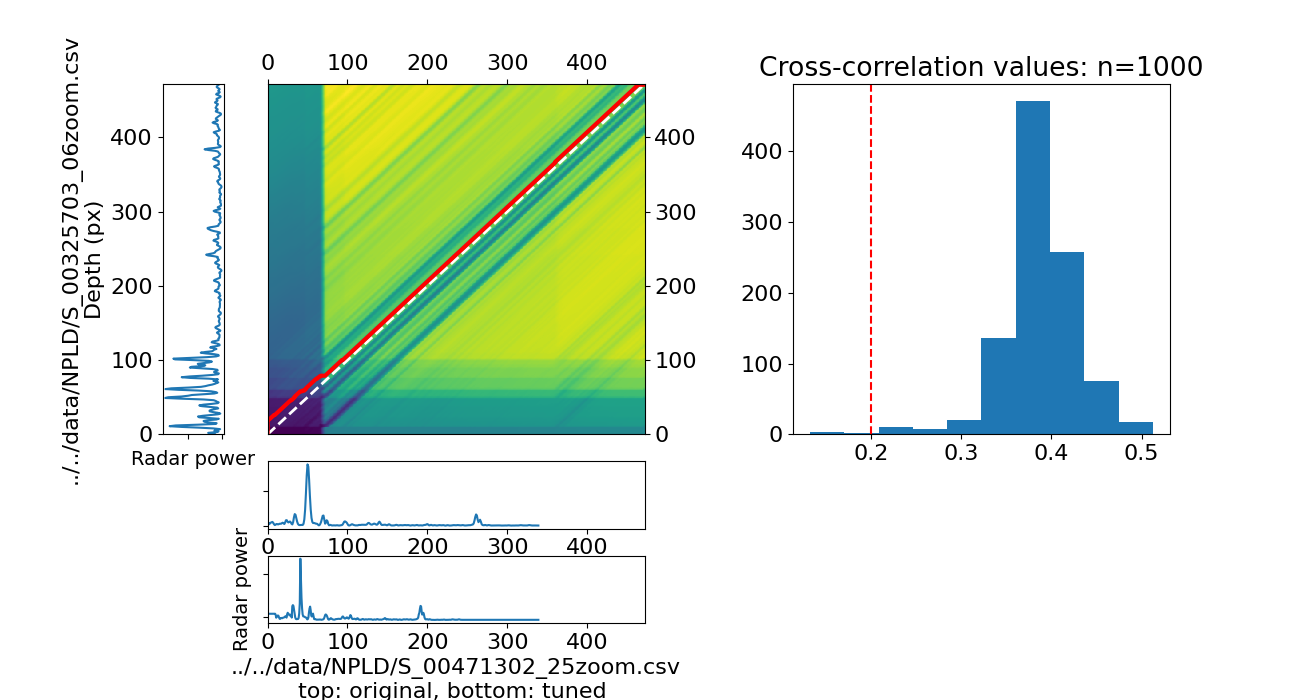 Cross-correlation values: n=1000
0 100 200 300 400
../../data/NPLD/S_00325703_06zoom.csv
Depth (px)
400
300
200
100
0
400
300
200
100
0
400
300
200
100
0
0.2 0.3 0.4 0.5
Radar power
0 100 200 300 400
Radar power
0 100 200 300 400
../../data/NPLD/S_00471302_25zoom.csv
top: original, bottom: tuned